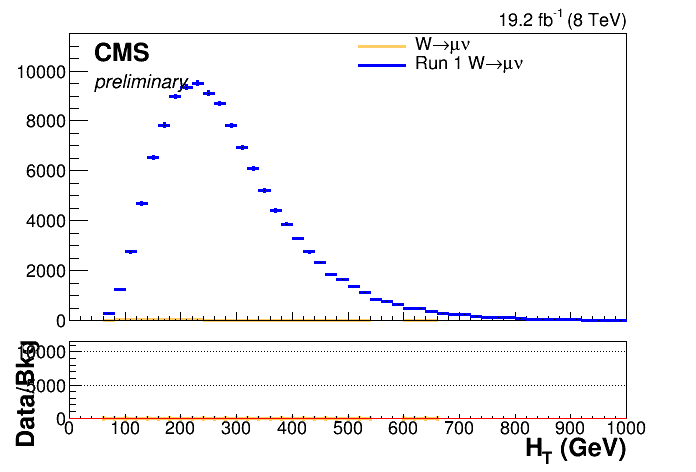 19.2 fb⁻¹ (8 TeV)
CMS
preliminary
W→μν
Run 1 W→μν
10000
8000
6000
4000
2000
0
Data/Bkg
10000
5000
0
0 100 200 300 400 500 600 700 800 900 1000
H_T (GeV)